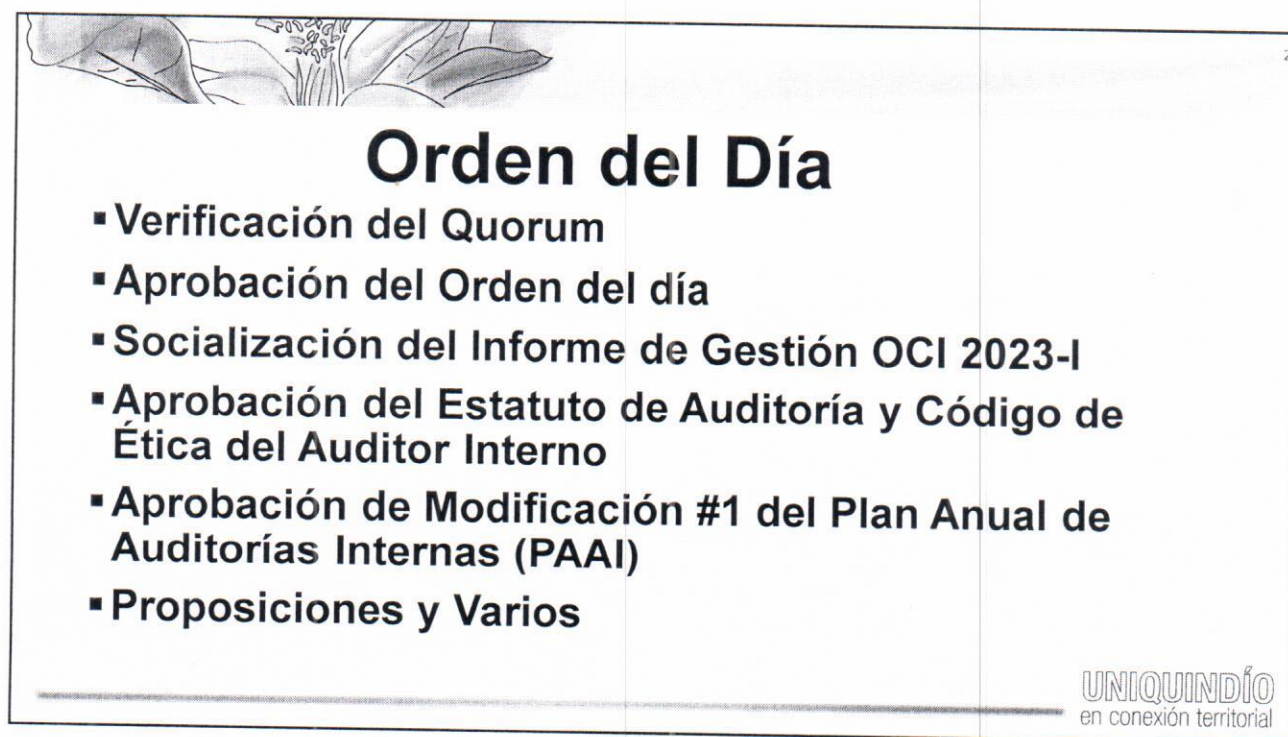 2
Orden del Día
▪ Verificación del Quorum
▪ Aprobación del Orden del día
▪ Socialización del Informe de Gestión OCI 2023-I
▪ Aprobación del Estatuto de Auditoría y Código de
Ética del Auditor Interno
▪ Aprobación de Modificación #1 del Plan Anual de
Auditorías Internas (PAAI)
▪ Proposiciones y Varios
UNIQUINDÍO
en conexión territorial